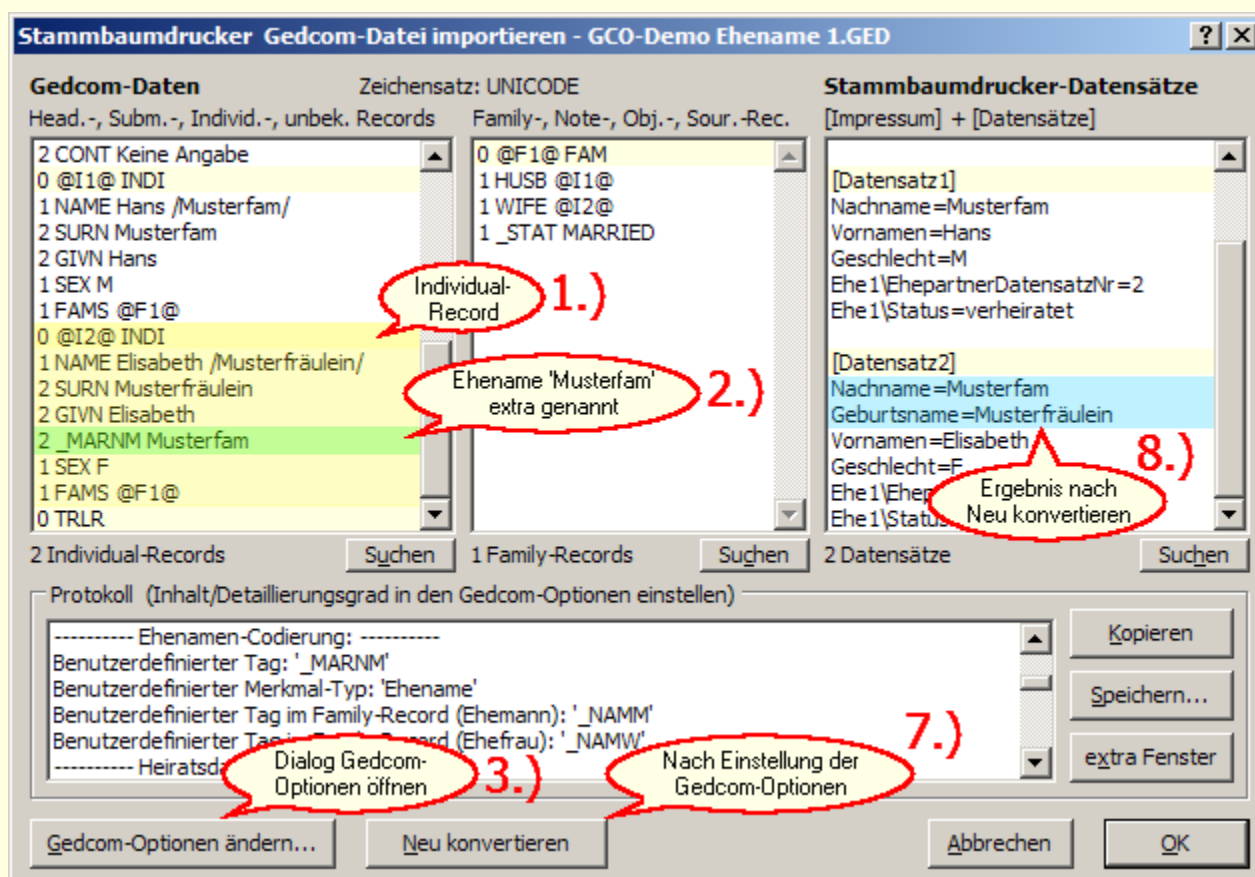 Stammbaumdrucker Gedcom-Datei importieren - GCO-Demo Ehename 1.GED
Gedcom-Daten
Zeichensatz: UNICODE
Head.-, Subm.-, Individ.-, unbek. Records
2 CONT Keine Angabe
0 @I1@ INDI
1 NAME Hans /Musterfam/
2 SURN Musterfam
2 GIVN Hans
1 SEX M
1 FAMS @F1@
0 @I2@ INDI
1 NAME Elisabeth /Musterfräulein/
2 SURN Musterfräulein
2 GIVN Elisabeth
2 _MARNM Musterfam
1 SEX F
1 FAMS @F1@
0 TRLR
2 Individual-Records
Suchen
Individual-
Record
1.)
Ehename 'Musterfam'
extra genannt
2.)
Family-, Note-, Obj.-, Sour.-Rec.
0 @F1@ FAM
1 HUSB @I1@
1 WIFE @I2@
1 _STAT MARRIED
1 Family-Records
Suchen
Stammbaumdrucker-Datensätze
[Impressum] + [Datensätze]
[Datensatz1]
Nachname=Musterfam
Vornamen=Hans
Geschlecht=M
Ehe1\EhepartnerDatensatzNr=2
Ehe1\Status=verheiratet
[Datensatz2]
Nachname=Musterfam
Geburtsname=Musterfräulein
Vornamen=Elisabeth
Geschlecht=F
Ehe1\Ehep
Ehe1\Status
8.)
Ergebnis nach
Neu konvertieren
2 Datensätze
Suchen
Protokoll (Inhalt/Detaillierungsgrad in den Gedcom-Optionen einstellen)
---------- Ehenamen-Codierung: ----------
Benutzerdefinierter Tag: '_MARNM'
Benutzerdefinierter Merkmal-Typ: 'Ehename'
Benutzerdefinierter Tag im Family-Record (Ehemann): '_NAMM'
Benutzerdefinierter Tag (Ehefrau): '_NAMW'
---------- Heiratsda
Kopieren
Speichern...
extra Fenster
Dialog Gedcom-
Optionen öffnen
3.)
Nach Einstellung der
Gedcom-Optionen
7.)
Gedcom-Optionen ändern...
Neu konvertieren
Abbrechen
OK